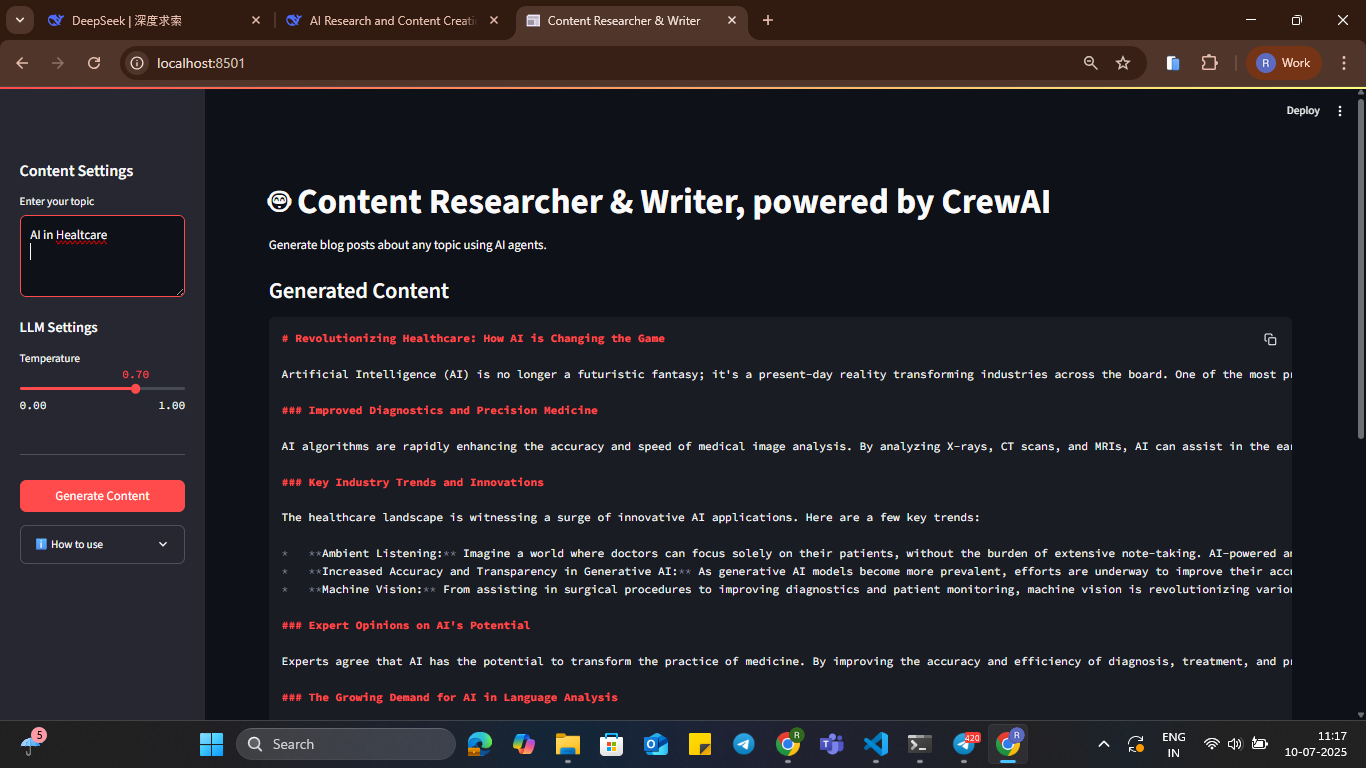 DeepSeek | 深度求索
AI Research and Content Creati
Content Researcher & Writer
localhost:8501
R
Work
Deploy
Content Settings
Enter your topic
AI in Healtcare
LLM Settings
Temperature
0.70
0.00
1.00
Generate Content
How to use
Content Researcher & Writer, powered by CrewAI
Generate blog posts about any topic using AI agents.
Generated Content
# Revolutionizing Healthcare: How AI is Changing the Game
Artificial Intelligence (AI) is no longer a futuristic fantasy; it's a present-day reality transforming industries across the board. One of the most
### Improved Diagnostics and Precision Medicine
AI algorithms are rapidly enhancing the accuracy and speed of medical image analysis. By analyzing X-rays, CT scans, and MRIs, AI can assist in the
### Key Industry Trends and Innovations
The healthcare landscape is witnessing a surge of innovative AI applications. Here are a few key trends:
* **Ambient Listening:** Imagine a world where doctors can focus solely on their patients, without the burden of extensive note-taking. AI-powered
* **Increased Accuracy and Transparency in Generative AI:** As generative AI models become more prevalent, efforts are underway to improve their
* **Machine Vision:** From assisting in surgical procedures to improving diagnostics and patient monitoring, machine vision is revolutionizing
### Expert Opinions on AI's Potential
Experts agree that AI has the potential to transform the practice of medicine. By improving the accuracy and efficiency of diagnosis, treatment, and
### The Growing Demand for AI in Language Analysis
5
Search
R
420
R
ENG
IN
11:17
10-07-2025